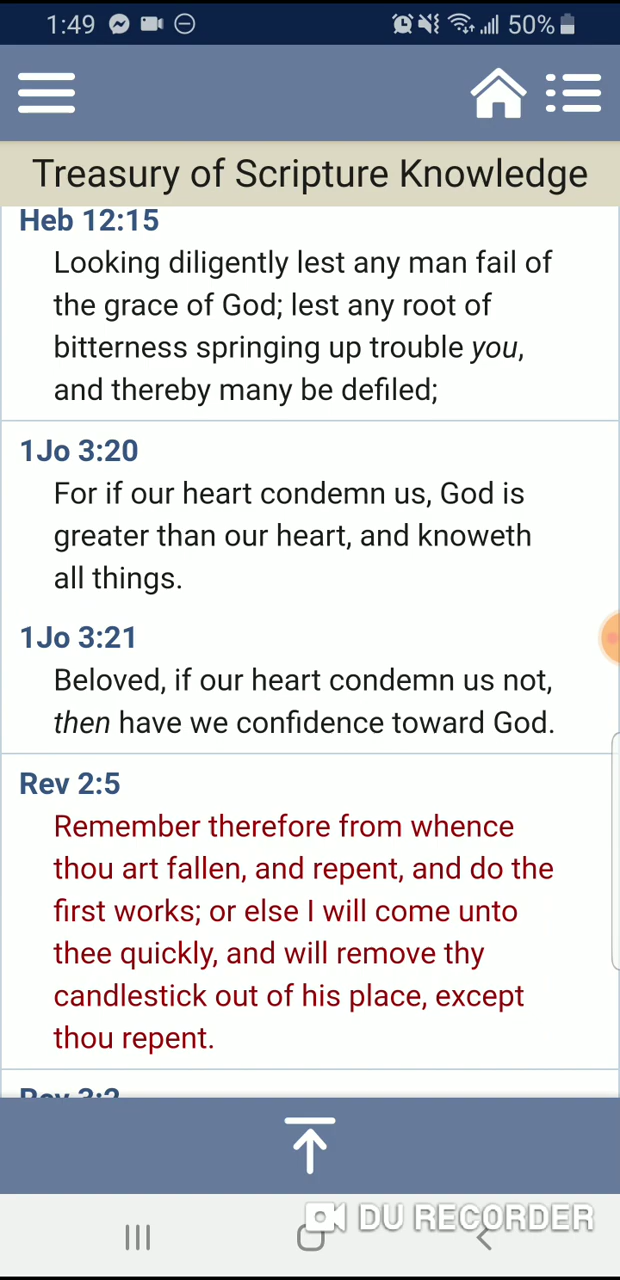 1:49 50%
Treasury of Scripture Knowledge
Heb 12:15
Looking diligently lest any man fail of
the grace of God; lest any root of
bitterness springing up trouble you,
and thereby many be defiled;
1Jo 3:20
For if our heart condemn us, God is
greater than our heart, and knoweth
all things.
1Jo 3:21
Beloved, if our heart condemn us not,
then have we confidence toward God.
Rev 2:5
Remember therefore from whence
thou art fallen, and repent, and do the
first works; or else I will come unto
thee quickly, and will remove thy
candlestick out of his place, except
thou repent.
Rev 3:2
DU RECORDER